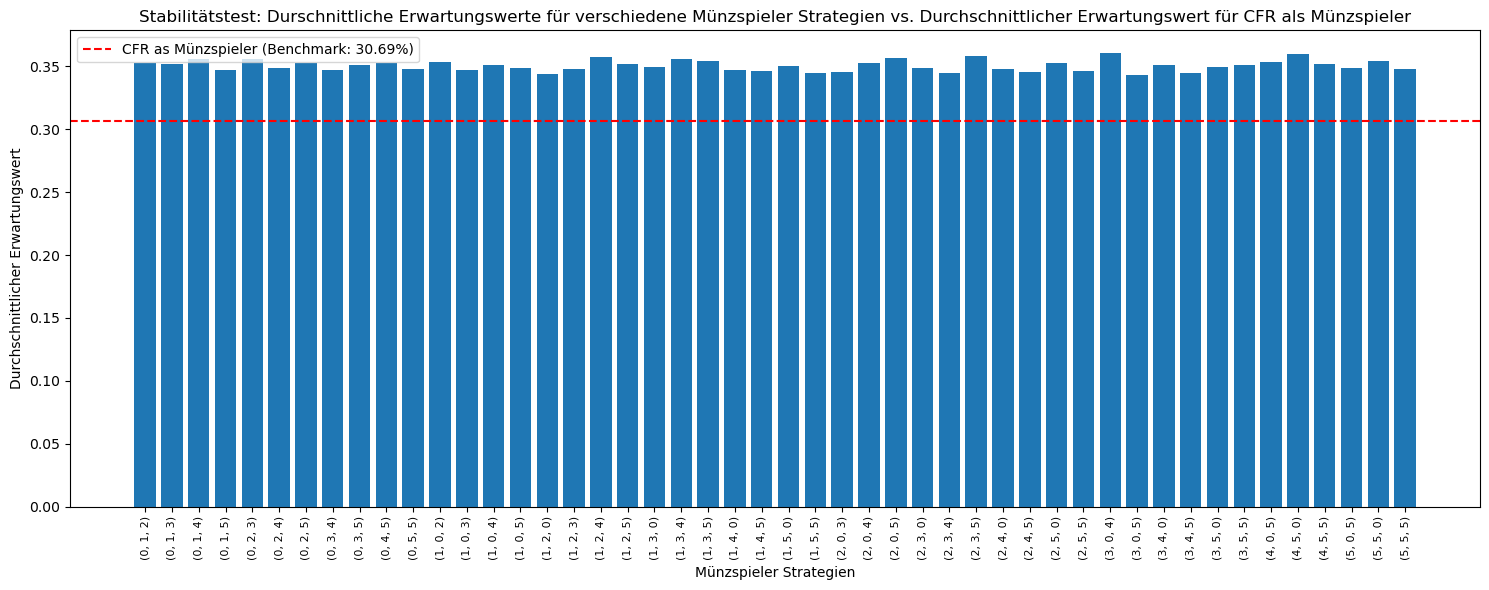 Stabilitätstest: Durschnittliche Erwartungswerte für verschiedene Münzspieler Strategien vs. Durchschnittlicher Erwartungswert für CFR als Münzspieler
CFR as Münzspieler (Benchmark: 30.69%)
Durchschnittlicher Erwartungswert
0.35
0.30
0.25
0.20
0.15
0.10
0.05
0.00
(0, 1, 2)
(0, 1, 3)
(0, 1, 4)
(0, 1, 5)
(0, 2, 3)
(0, 2, 4)
(0, 2, 5)
(0, 3, 4)
(0, 3, 5)
(0, 4, 5)
(0, 5, 5)
(1, 0, 2)
(1, 0, 3)
(1, 0, 4)
(1, 0, 5)
(1, 2, 0)
(1, 2, 3)
(1, 2, 4)
(1, 2, 5)
(1, 3, 0)
(1, 3, 4)
(1, 3, 5)
(1, 4, 0)
(1, 4, 5)
(1, 5, 0)
(1, 5, 5)
(2, 0, 3)
(2, 0, 4)
(2, 0, 5)
(2, 3, 0)
(2, 3, 4)
(2, 3, 5)
(2, 4, 0)
(2, 4, 5)
(2, 5, 0)
(2, 5, 5)
(3, 0, 4)
(3, 0, 5)
(3, 4, 0)
(3, 4, 5)
(3, 5, 0)
(3, 5, 5)
(4, 0, 5)
(4, 5, 0)
(4, 5, 5)
(5, 0, 5)
(5, 5, 0)
(5, 5, 5)
Münzspieler Strategien